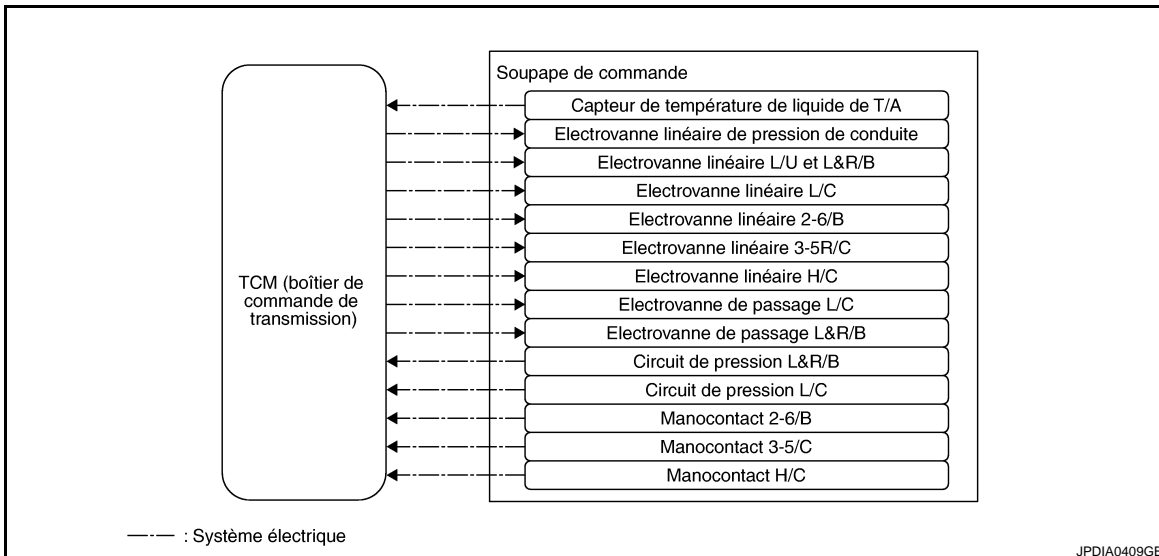 Soupape de commande
Capteur de température de liquide de T/A
Electrovanne linéaire de pression de conduite
Electrovanne linéaire L/U et L&R/B
Electrovanne linéaire L/C
Electrovanne linéaire 2-6/B
Electrovanne linéaire 3-5R/C
Electrovanne linéaire H/C
Electrovanne de passage L/C
Electrovanne de passage L&R/B
Circuit de pression L&R/B
Circuit de pression L/C
Manocontact 2-6/B
Manocontact 3-5/C
Manocontact H/C
TCM (boîtier de
commande de
transmission)
: Système électrique
JPDIA0409GB